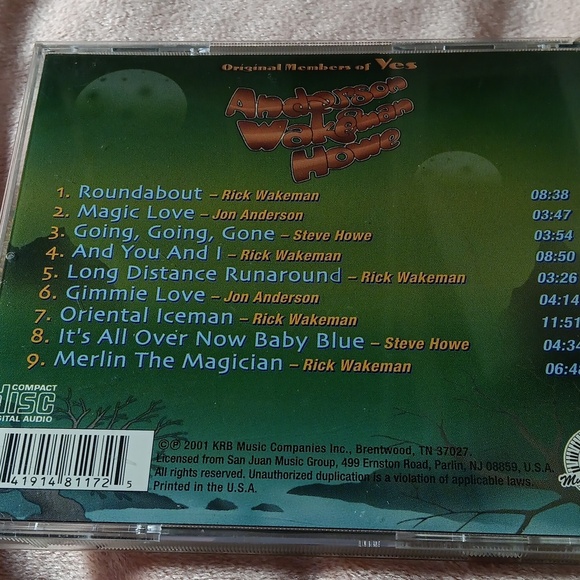 Original Members of Yes
Anderson
Wakeman
Howe
1. Roundabout – Rick Wakeman 08:38
2. Magic Love – Jon Anderson 03:47
3. Going, Going, Gone – Steve Howe 03:54
4. And You And I – Rick Wakeman 08:50
5. Long Distance Runaround – Rick Wakeman 03:26
6. Gimmie Love – Jon Anderson 04:14
7. Oriental Iceman – Rick Wakeman 11:51
8. It's All Over Now Baby Blue – Steve Howe 04:34
9. Merlin The Magician – Rick Wakeman 06:48
COMPACT
disc
DIGITAL AUDIO
41914 81172 5
©℗ 2001 KRB Music Companies Inc., Brentwood, TN 37027.
Licensed from San Juan Music Group, 499 Ernston Road, Parlin, NJ 08859, U.S.A.
All rights reserved. Unauthorized duplication is a violation of applicable laws.
Printed in the U.S.A.